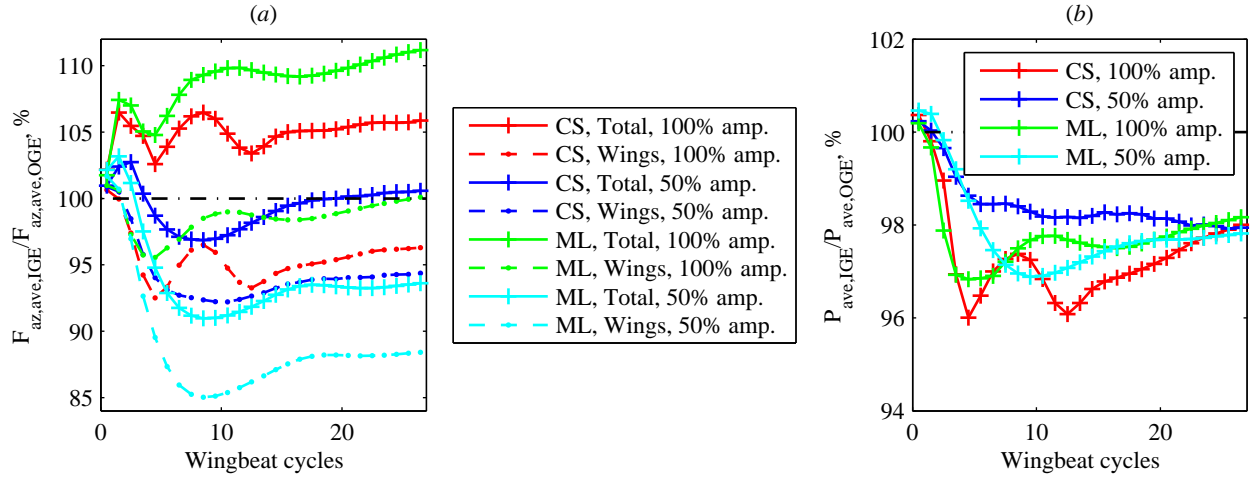 (a)
F az,ave,IGE/F az,ave,OGE, %
110
105
100
95
90
85
0
10
20
Wingbeat cycles
CS, Total, 100% amp.
CS, Wings, 100% amp.
CS, Total, 50% amp.
CS, Wings, 50% amp.
ML, Total, 100% amp.
ML, Wings, 100% amp.
ML, Total, 50% amp.
ML, Wings, 50% amp.
(b)
P ave,IGE/P ave,OGE, %
102
100
98
96
94
0
10
20
Wingbeat cycles
CS, 100% amp.
CS, 50% amp.
ML, 100% amp.
ML, 50% amp.